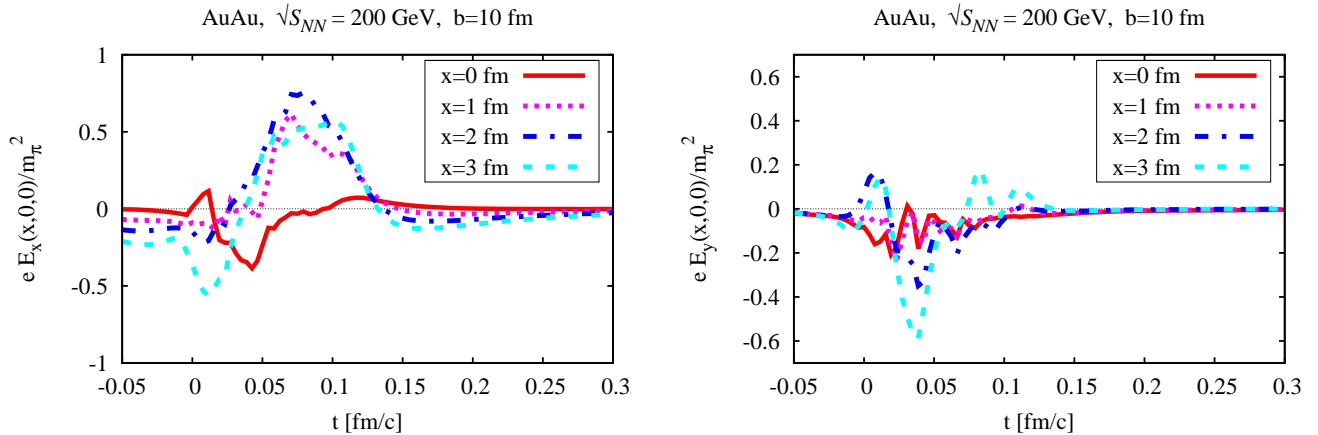 AuAu, √S_NN = 200 GeV, b=10 fm
e E_x(x,0,0)/m_π^2
1
0.5
0
-0.5
-1
x=0 fm
x=1 fm
x=2 fm
x=3 fm
-0.05 0 0.05 0.1 0.15 0.2 0.25 0.3
t [fm/c]
AuAu, √S_NN = 200 GeV, b=10 fm
e E_y(x,0,0)/m_π^2
0.6
0.4
0.2
0
-0.2
-0.4
-0.6
x=0 fm
x=1 fm
x=2 fm
x=3 fm
-0.05 0 0.05 0.1 0.15 0.2 0.25 0.3
t [fm/c]